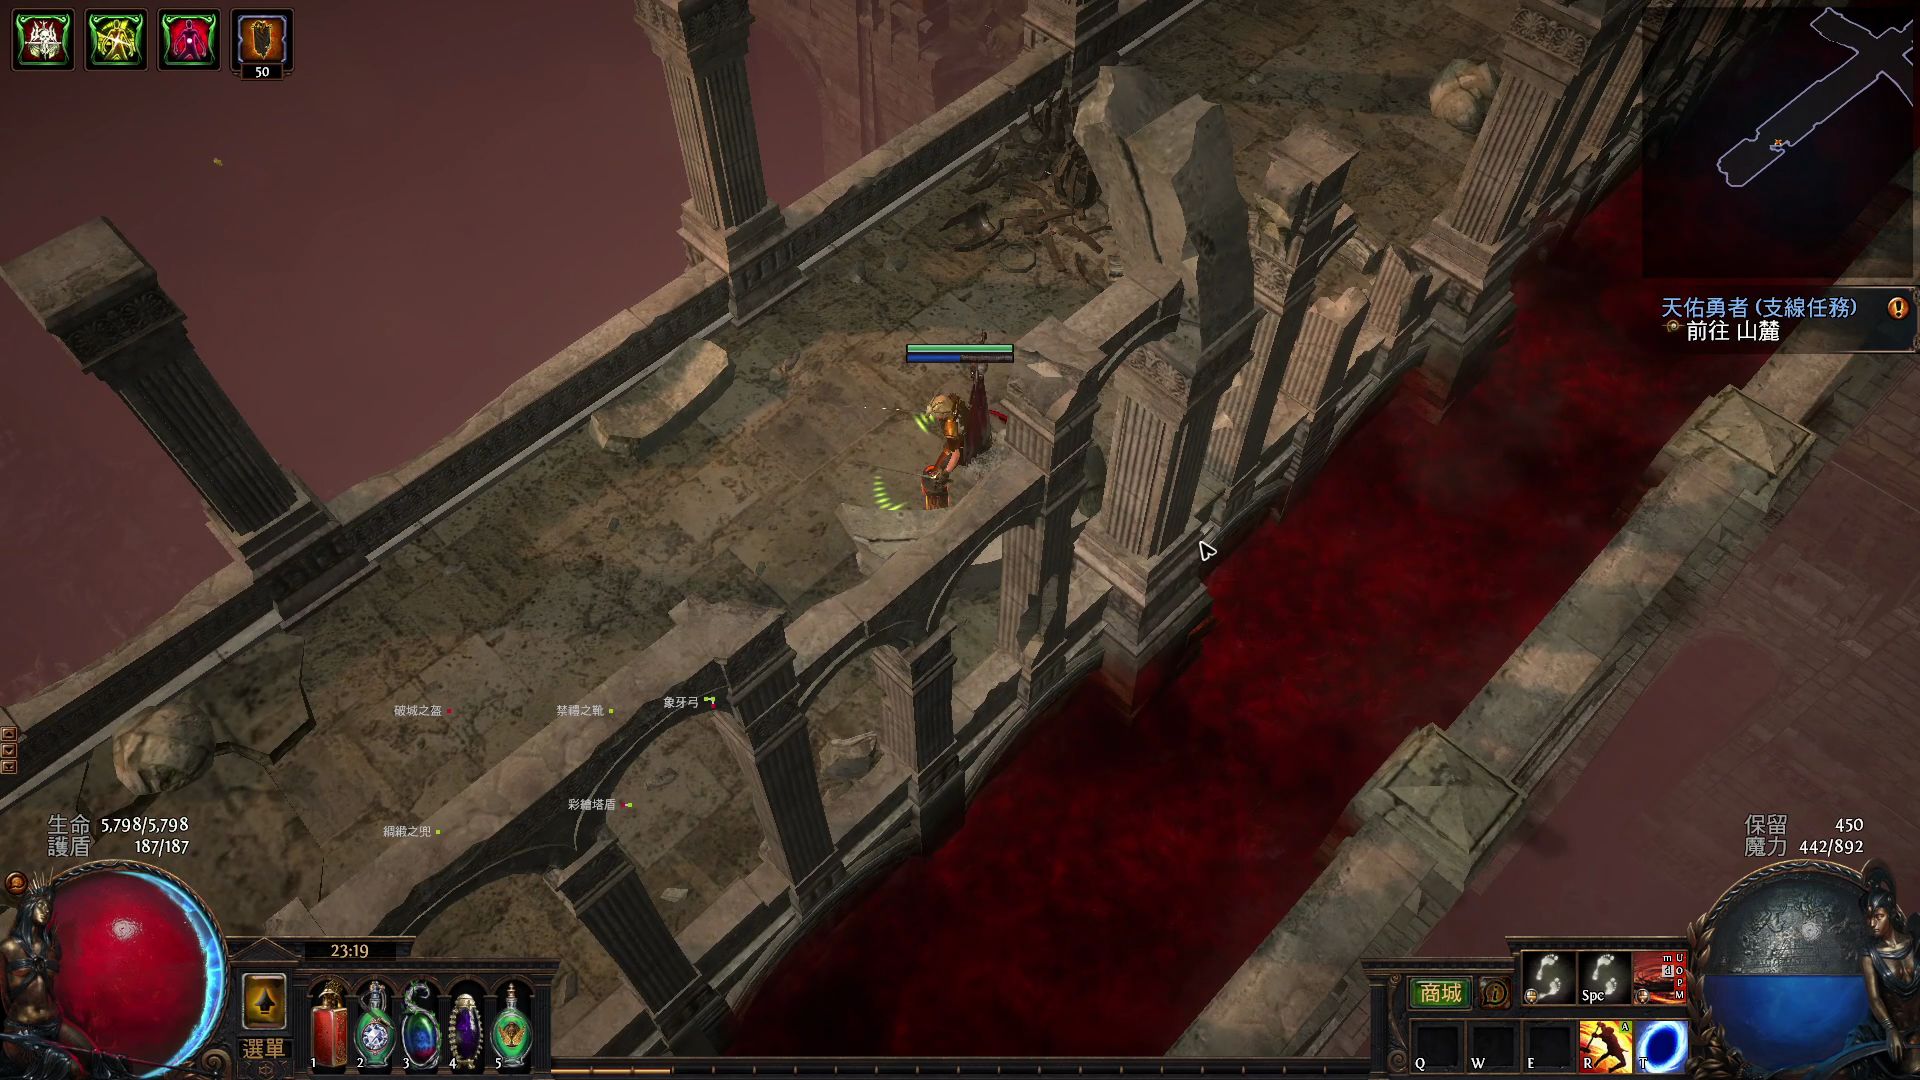 50
天佑勇者 (支線任務)
前往 山麓
破城之盔
禁禮之靴
象牙弓
彩繪塔盾
綢緞之兜
生命 5,798/5,798
護盾 187/187
保留 450
魔力 442/892
23:19
選單
1 2 3 4 5
商城
Spc
m U
d O
P
M
Q W E R T
A